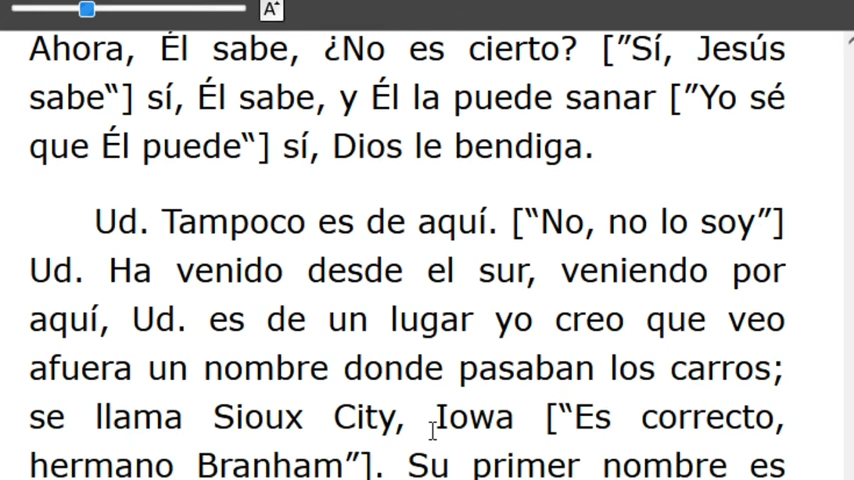 A
Ahora, Él sabe, ¿No es cierto? [”Sí, Jesús
sabe“] sí, Él sabe, y Él la puede sanar [”Yo sé
que Él puede“] sí, Dios le bendiga.
Ud. Tampoco es de aquí. [“No, no lo soy”]
Ud. Ha venido desde el sur, veniendo por
aquí, Ud. es de un lugar yo creo que veo
afuera un nombre donde pasaban los carros;
se llama Sioux City, Iowa [“Es correcto,
hermano Branham”]. Su primer nombre es